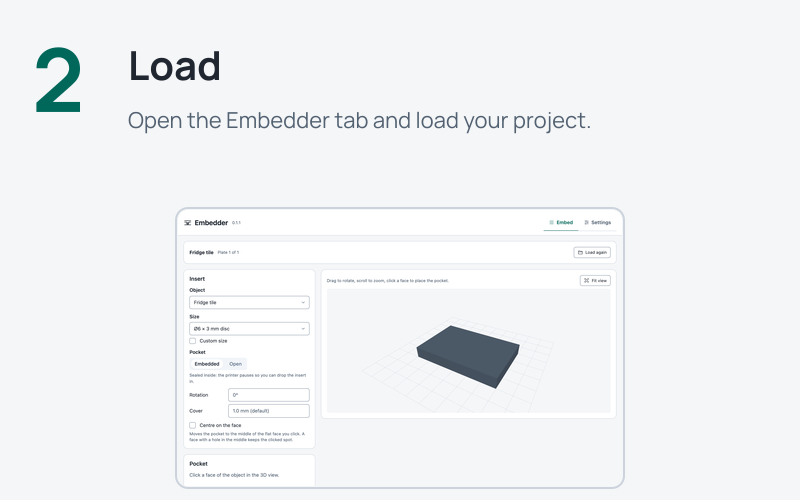 2
Load
Open the Embedder tab and load your project.
Embedder 0.1.1
Embed
Settings
Fridge tile Plate 1 of 1
Load again
Insert
Object
Fridge tile
Size
Ø6 × 3 mm disc
Custom size
Pocket
Embedded Open
Sealed inside: the printer pauses so you can drop the insert
in.
Rotation 0°
Cover 1.0 mm (default)
Centre on the face
Moves the pocket to the middle of the flat face you click. A
face with a hole in the middle keeps the clicked spot.
Pocket
Click a face of the object in the 3D view.
Drag to rotate, scroll to zoom, click a face to place the pocket.
Fit view